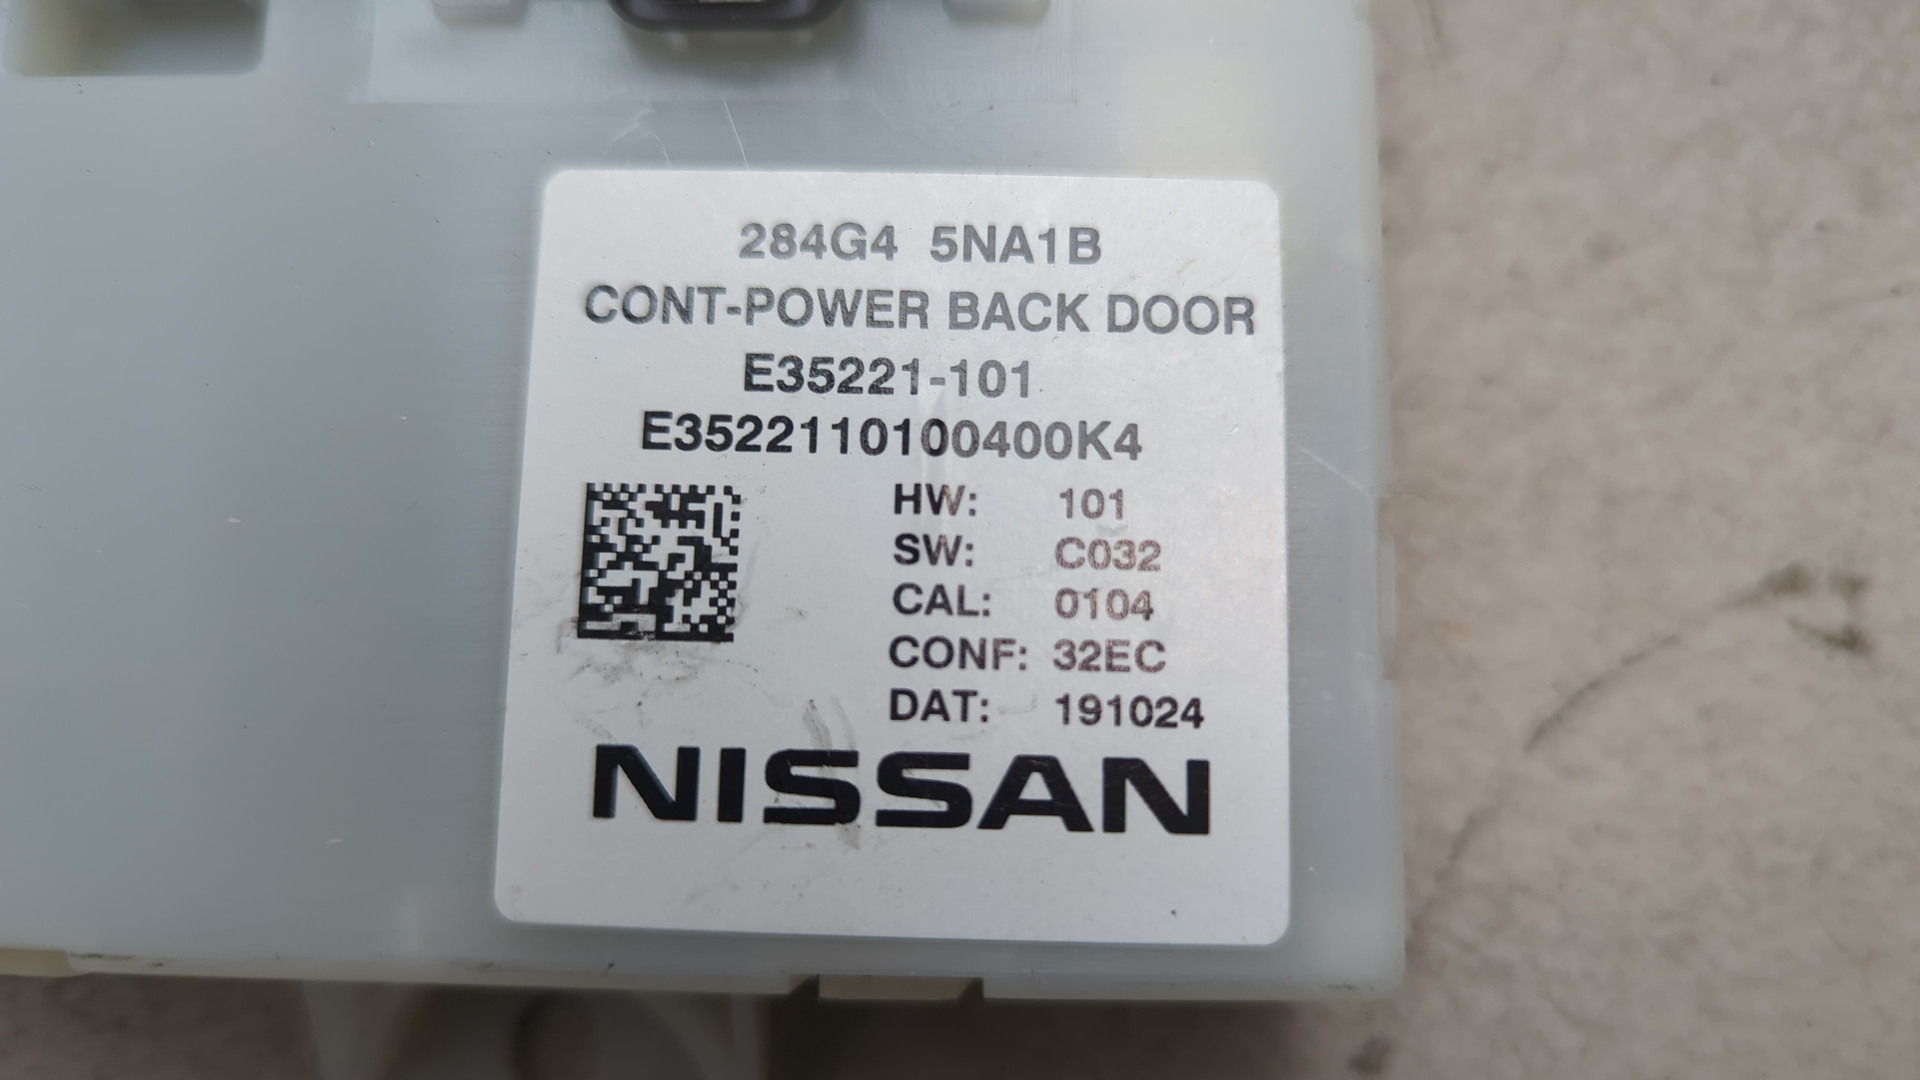 284G4 5NA1B
CONT-POWER BACK DOOR
E35221-101
E3522110100400K4
HW: 101
SW: C032
CAL: 0104
CONF: 32EC
DAT: 191024
NISSAN